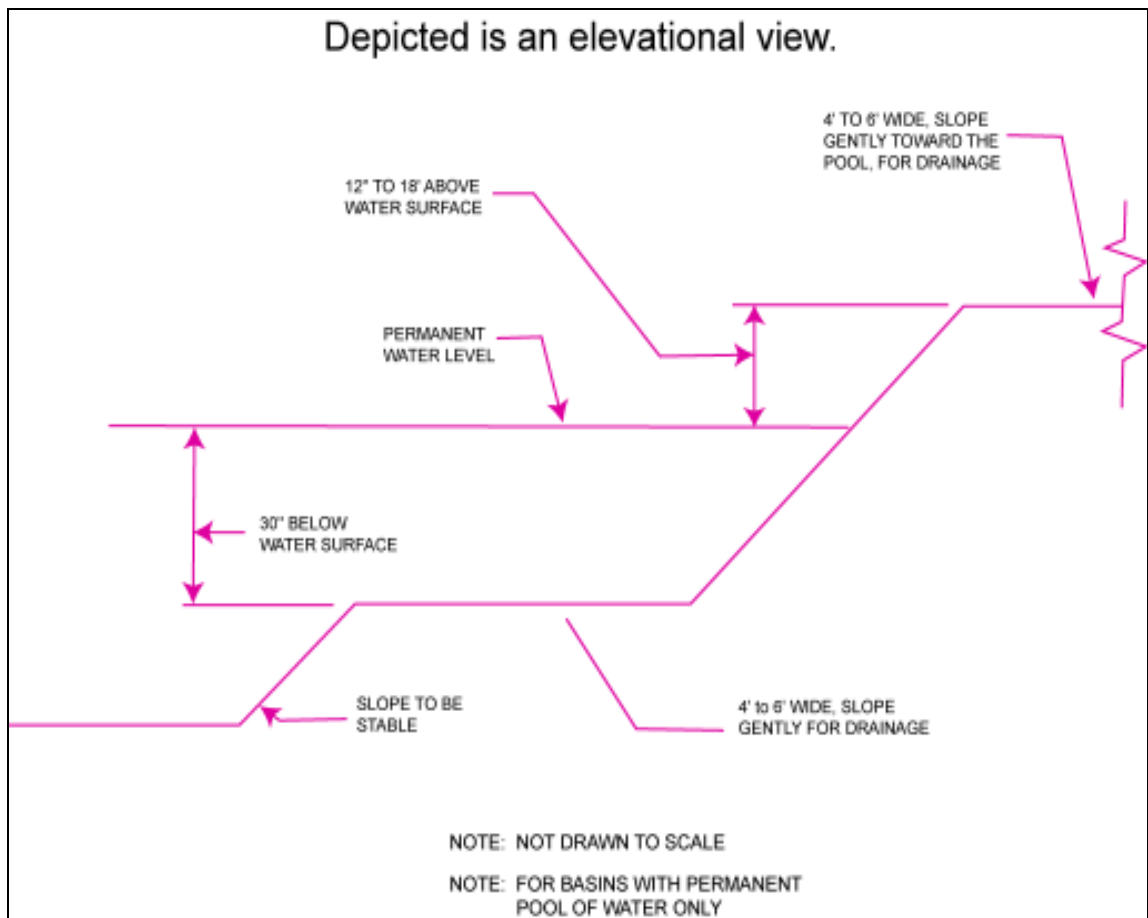 Depicted is an elevational view.
4' TO 6' WIDE, SLOPE
GENTLY TOWARD THE
POOL, FOR DRAINAGE
12" TO 18' ABOVE
WATER SURFACE
PERMANENT
WATER LEVEL
30" BELOW
WATER SURFACE
SLOPE TO BE
STABLE
4' to 6' WIDE, SLOPE
GENTLY FOR DRAINAGE
NOTE: NOT DRAWN TO SCALE
NOTE: FOR BASINS WITH PERMANENT
POOL OF WATER ONLY